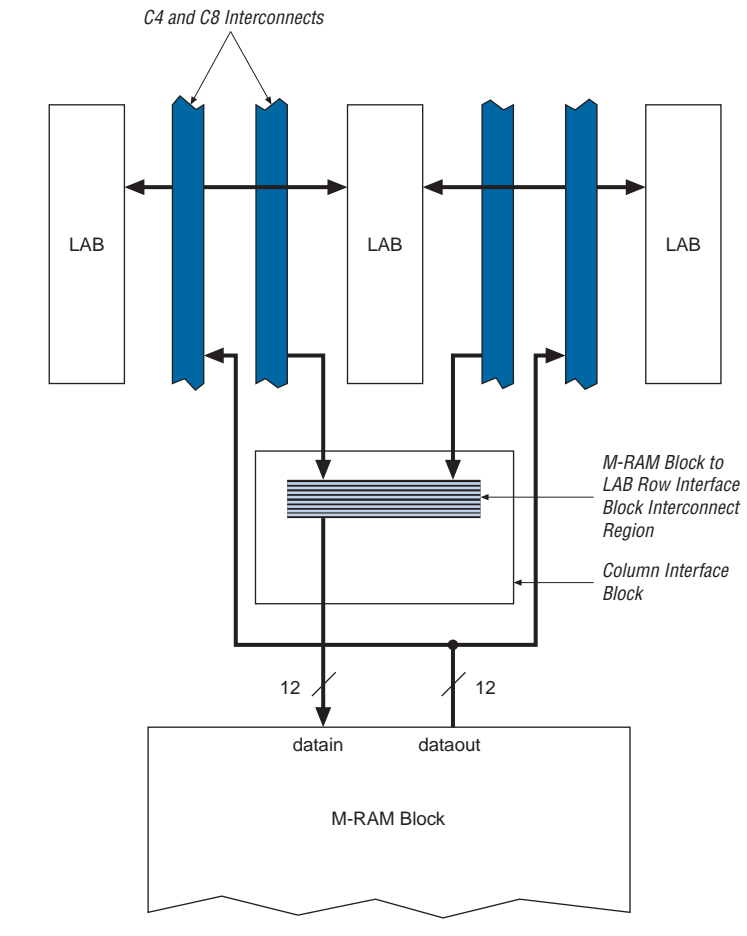 C4 and C8 Interconnects
LAB
LAB
LAB
M-RAM Block to
LAB Row Interface
Block Interconnect
Region
Column Interface
Block
12
12
datain
dataout
M-RAM Block